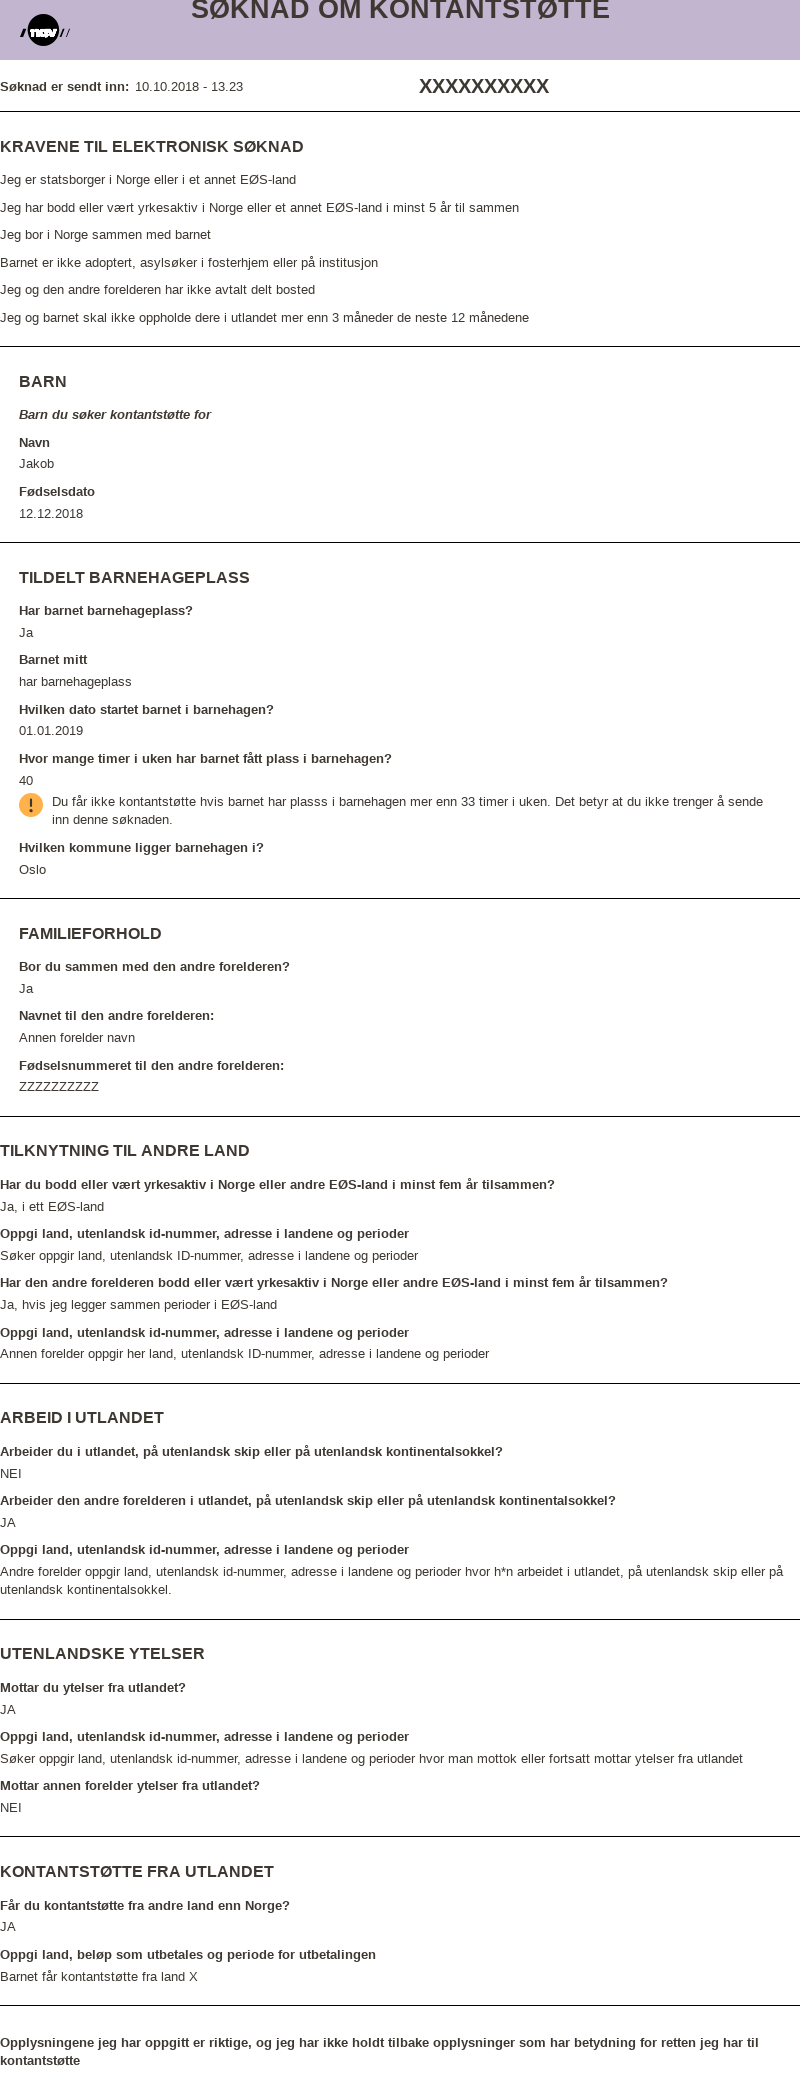 SØKNAD OM KONTANTSTØTTE
nav
Søknad er sendt inn: 10.10.2018 - 13.23 XXXXXXXXXX
KRAVENE TIL ELEKTRONISK SØKNAD
Jeg er statsborger i Norge eller i et annet EØS-land
Jeg har bodd eller vært yrkesaktiv i Norge eller et annet EØS-land i minst 5 år til sammen
Jeg bor i Norge sammen med barnet
Barnet er ikke adoptert, asylsøker i fosterhjem eller på institusjon
Jeg og den andre forelderen har ikke avtalt delt bosted
Jeg og barnet skal ikke oppholde dere i utlandet mer enn 3 måneder de neste 12 månedene
BARN
Barn du søker kontantstøtte for
Navn
Jakob
Fødselsdato
12.12.2018
TILDELT BARNEHAGEPLASS
Har barnet barnehageplass?
Ja
Barnet mitt
har barnehageplass
Hvilken dato startet barnet i barnehagen?
01.01.2019
Hvor mange timer i uken har barnet fått plass i barnehagen?
40
Du får ikke kontantstøtte hvis barnet har plasss i barnehagen mer enn 33 timer i uken. Det betyr at du ikke trenger å sende
inn denne søknaden.
Hvilken kommune ligger barnehagen i?
Oslo
FAMILIEFORHOLD
Bor du sammen med den andre forelderen?
Ja
Navnet til den andre forelderen:
Annen forelder navn
Fødselsnummeret til den andre forelderen:
ZZZZZZZZZZ
TILKNYTNING TIL ANDRE LAND
Har du bodd eller vært yrkesaktiv i Norge eller andre EØS-land i minst fem år tilsammen?
Ja, i ett EØS-land
Oppgi land, utenlandsk id-nummer, adresse i landene og perioder
Søker oppgir land, utenlandsk ID-nummer, adresse i landene og perioder
Har den andre forelderen bodd eller vært yrkesaktiv i Norge eller andre EØS-land i minst fem år tilsammen?
Ja, hvis jeg legger sammen perioder i EØS-land
Oppgi land, utenlandsk id-nummer, adresse i landene og perioder
Annen forelder oppgir her land, utenlandsk ID-nummer, adresse i landene og perioder
ARBEID I UTLANDET
Arbeider du i utlandet, på utenlandsk skip eller på utenlandsk kontinentalsokkel?
NEI
Arbeider den andre forelderen i utlandet, på utenlandsk skip eller på utenlandsk kontinentalsokkel?
JA
Oppgi land, utenlandsk id-nummer, adresse i landene og perioder
Andre forelder oppgir land, utenlandsk id-nummer, adresse i landene og perioder hvor h*n arbeidet i utlandet, på utenlandsk skip eller på
utenlandsk kontinentalsokkel.
UTENLANDSKE YTELSER
Mottar du ytelser fra utlandet?
JA
Oppgi land, utenlandsk id-nummer, adresse i landene og perioder
Søker oppgir land, utenlandsk id-nummer, adresse i landene og perioder hvor man mottok eller fortsatt mottar ytelser fra utlandet
Mottar annen forelder ytelser fra utlandet?
NEI
KONTANTSTØTTE FRA UTLANDET
Får du kontantstøtte fra andre land enn Norge?
JA
Oppgi land, beløp som utbetales og periode for utbetalingen
Barnet får kontantstøtte fra land X
Opplysningene jeg har oppgitt er riktige, og jeg har ikke holdt tilbake opplysninger som har betydning for retten jeg har til
kontantstøtte